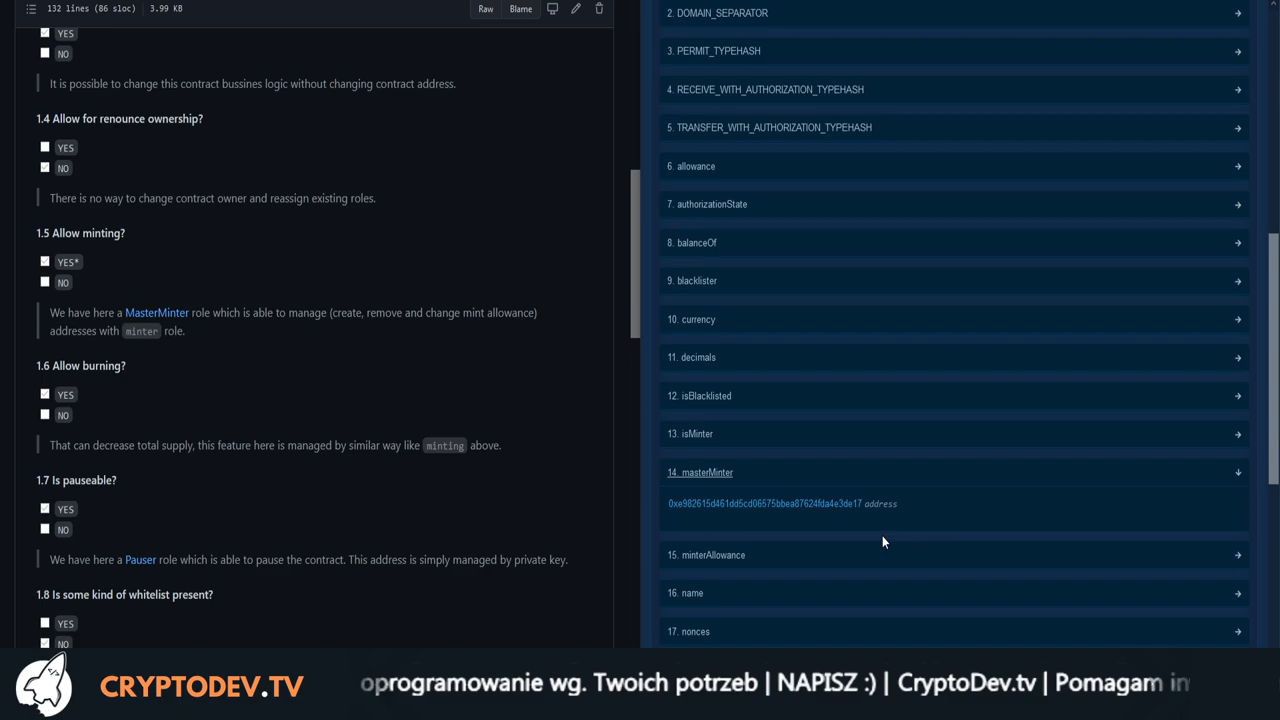 132 lines (86 sloc) | 3.99 KB
Raw
Blame
YES
NO
It is possible to change this contract bussines logic without changing contract address.
1.4 Allow for renounce ownership?
YES
NO
There is no way to change contract owner and reassign existing roles.
1.5 Allow minting?
YES*
NO
We have here a MasterMinter role which is able to manage (create, remove and change mint allowance)
addresses with minter role.
1.6 Allow burning?
YES
NO
That can decrease total supply, this feature here is managed by similar way like minting above.
1.7 Is pauseable?
YES
NO
We have here a Pauser role which is able to pause the contract. This address is simply managed by private key.
1.8 Is some kind of whitelist present?
YES
NO
2. DOMAIN_SEPARATOR
3. PERMIT_TYPEHASH
4. RECEIVE_WITH_AUTHORIZATION_TYPEHASH
5. TRANSFER_WITH_AUTHORIZATION_TYPEHASH
6. allowance
7. authorizationState
8. balanceOf
9. blacklister
10. currency
11. decimals
12. isBlacklisted
13. isMinter
14. masterMinter
0xe982615d461dd5cd06575bbea87624fda4e3de17 address
15. minterAllowance
16. name
17. nonces
CRYPTODEV.TV
oprogramowanie wg. Twoich potrzeb | NAPISZ :) | CryptoDev.tv | Pomagam in